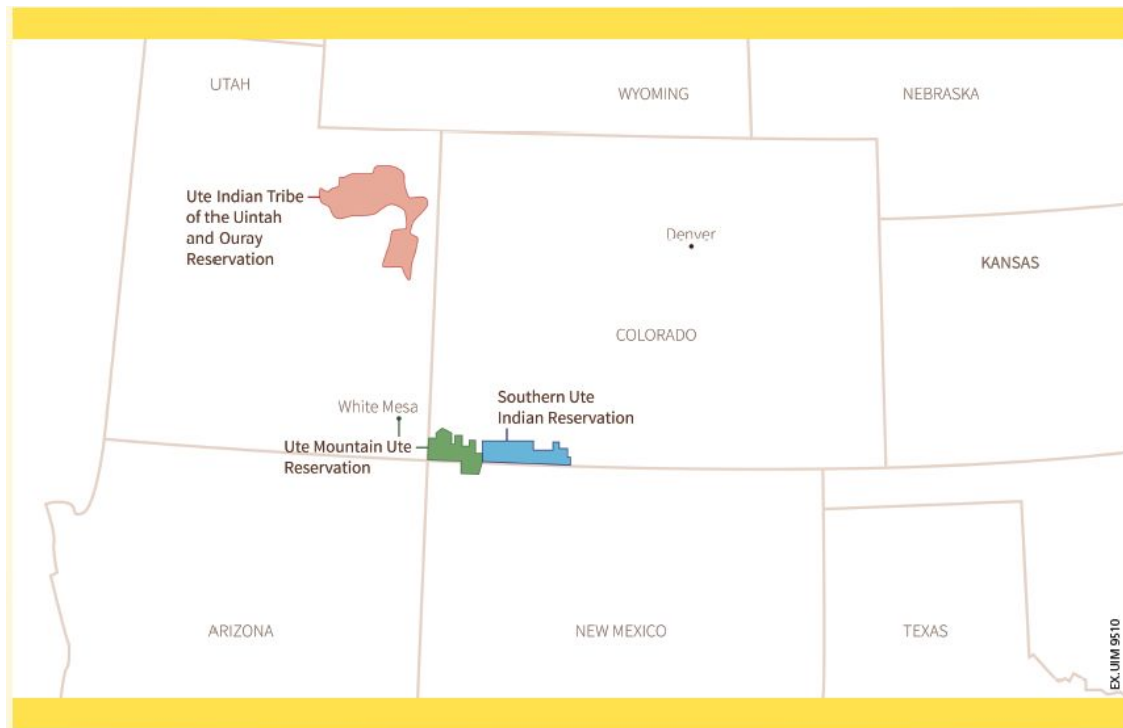 UTAH
WYOMING
NEBRASKA
Ute Indian Tribe
of the Uintah
and Ouray
Reservation
Denver
KANSAS
COLORADO
White Mesa
Southern Ute
Indian Reservation
Ute Mountain Ute
Reservation
ARIZONA
NEW MEXICO
TEXAS
EX.UIM 9510